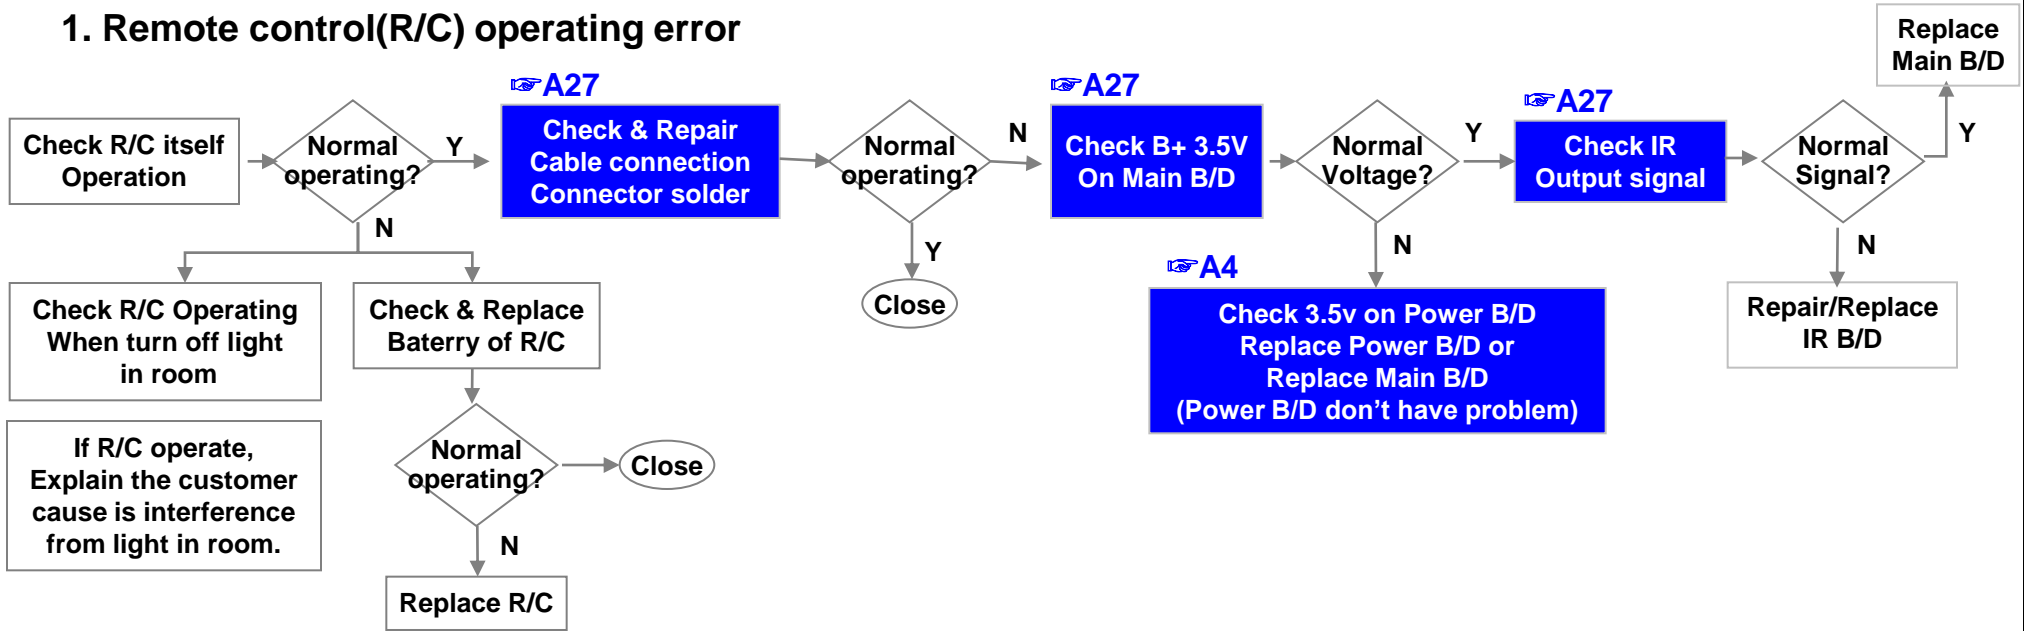 1. Remote control(R/C) operating error
Replace
Main B/D
☞A27
☞A27
☞A27
Check R/C itself
Operation
Normal
operating?
Y
N
Check & Repair
Cable connection
Connector solder
Normal
operating?
N
Y
Close
Check B+ 3.5V
On Main B/D
Normal
Voltage?
Y
N
Check IR
Output signal
Normal
Signal?
Y
N
☞A4
Check 3.5v on Power B/D
Replace Power B/D or
Replace Main B/D
(Power B/D don't have problem)
Repair/Replace
IR B/D
Check R/C Operating
When turn off light
in room
Check & Replace
Baterry of R/C
If R/C operate,
Explain the customer
cause is interference
from light in room.
Normal
operating?
Close
N
Replace R/C